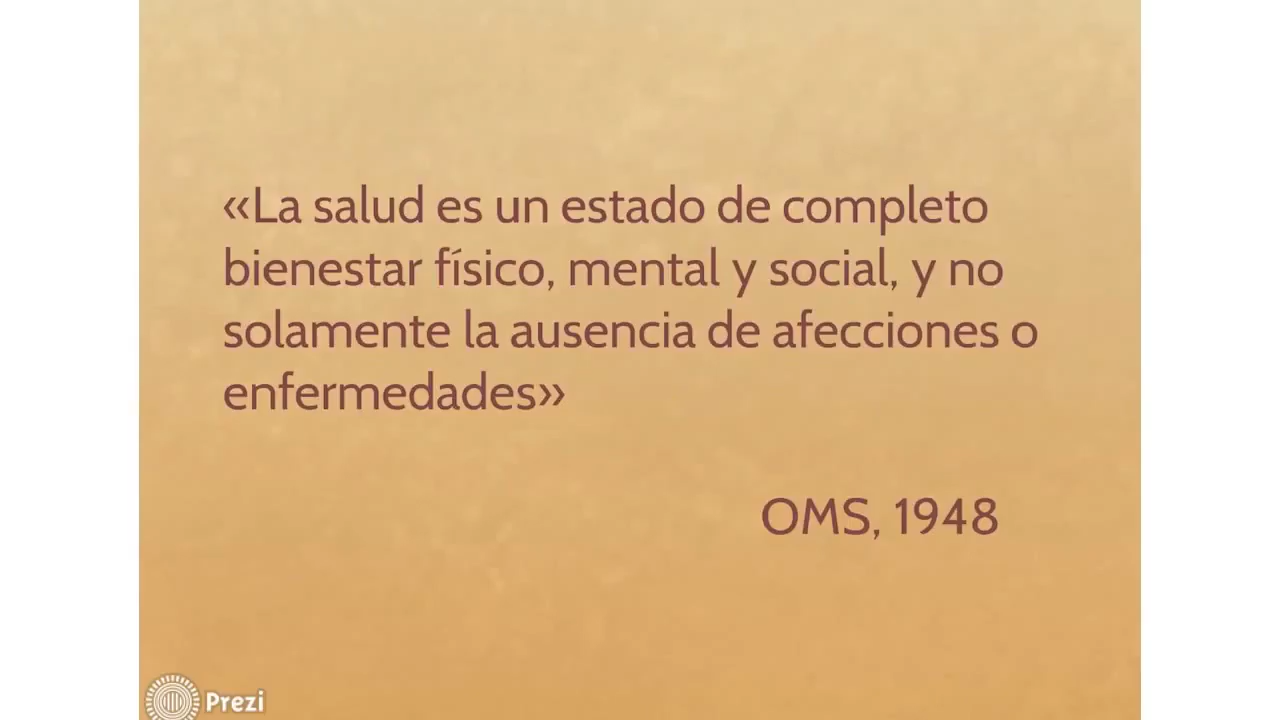 «La salud es un estado de completo
bienestar físico, mental y social, y no
solamente la ausencia de afecciones o
enfermedades»
OMS, 1948
Prezi